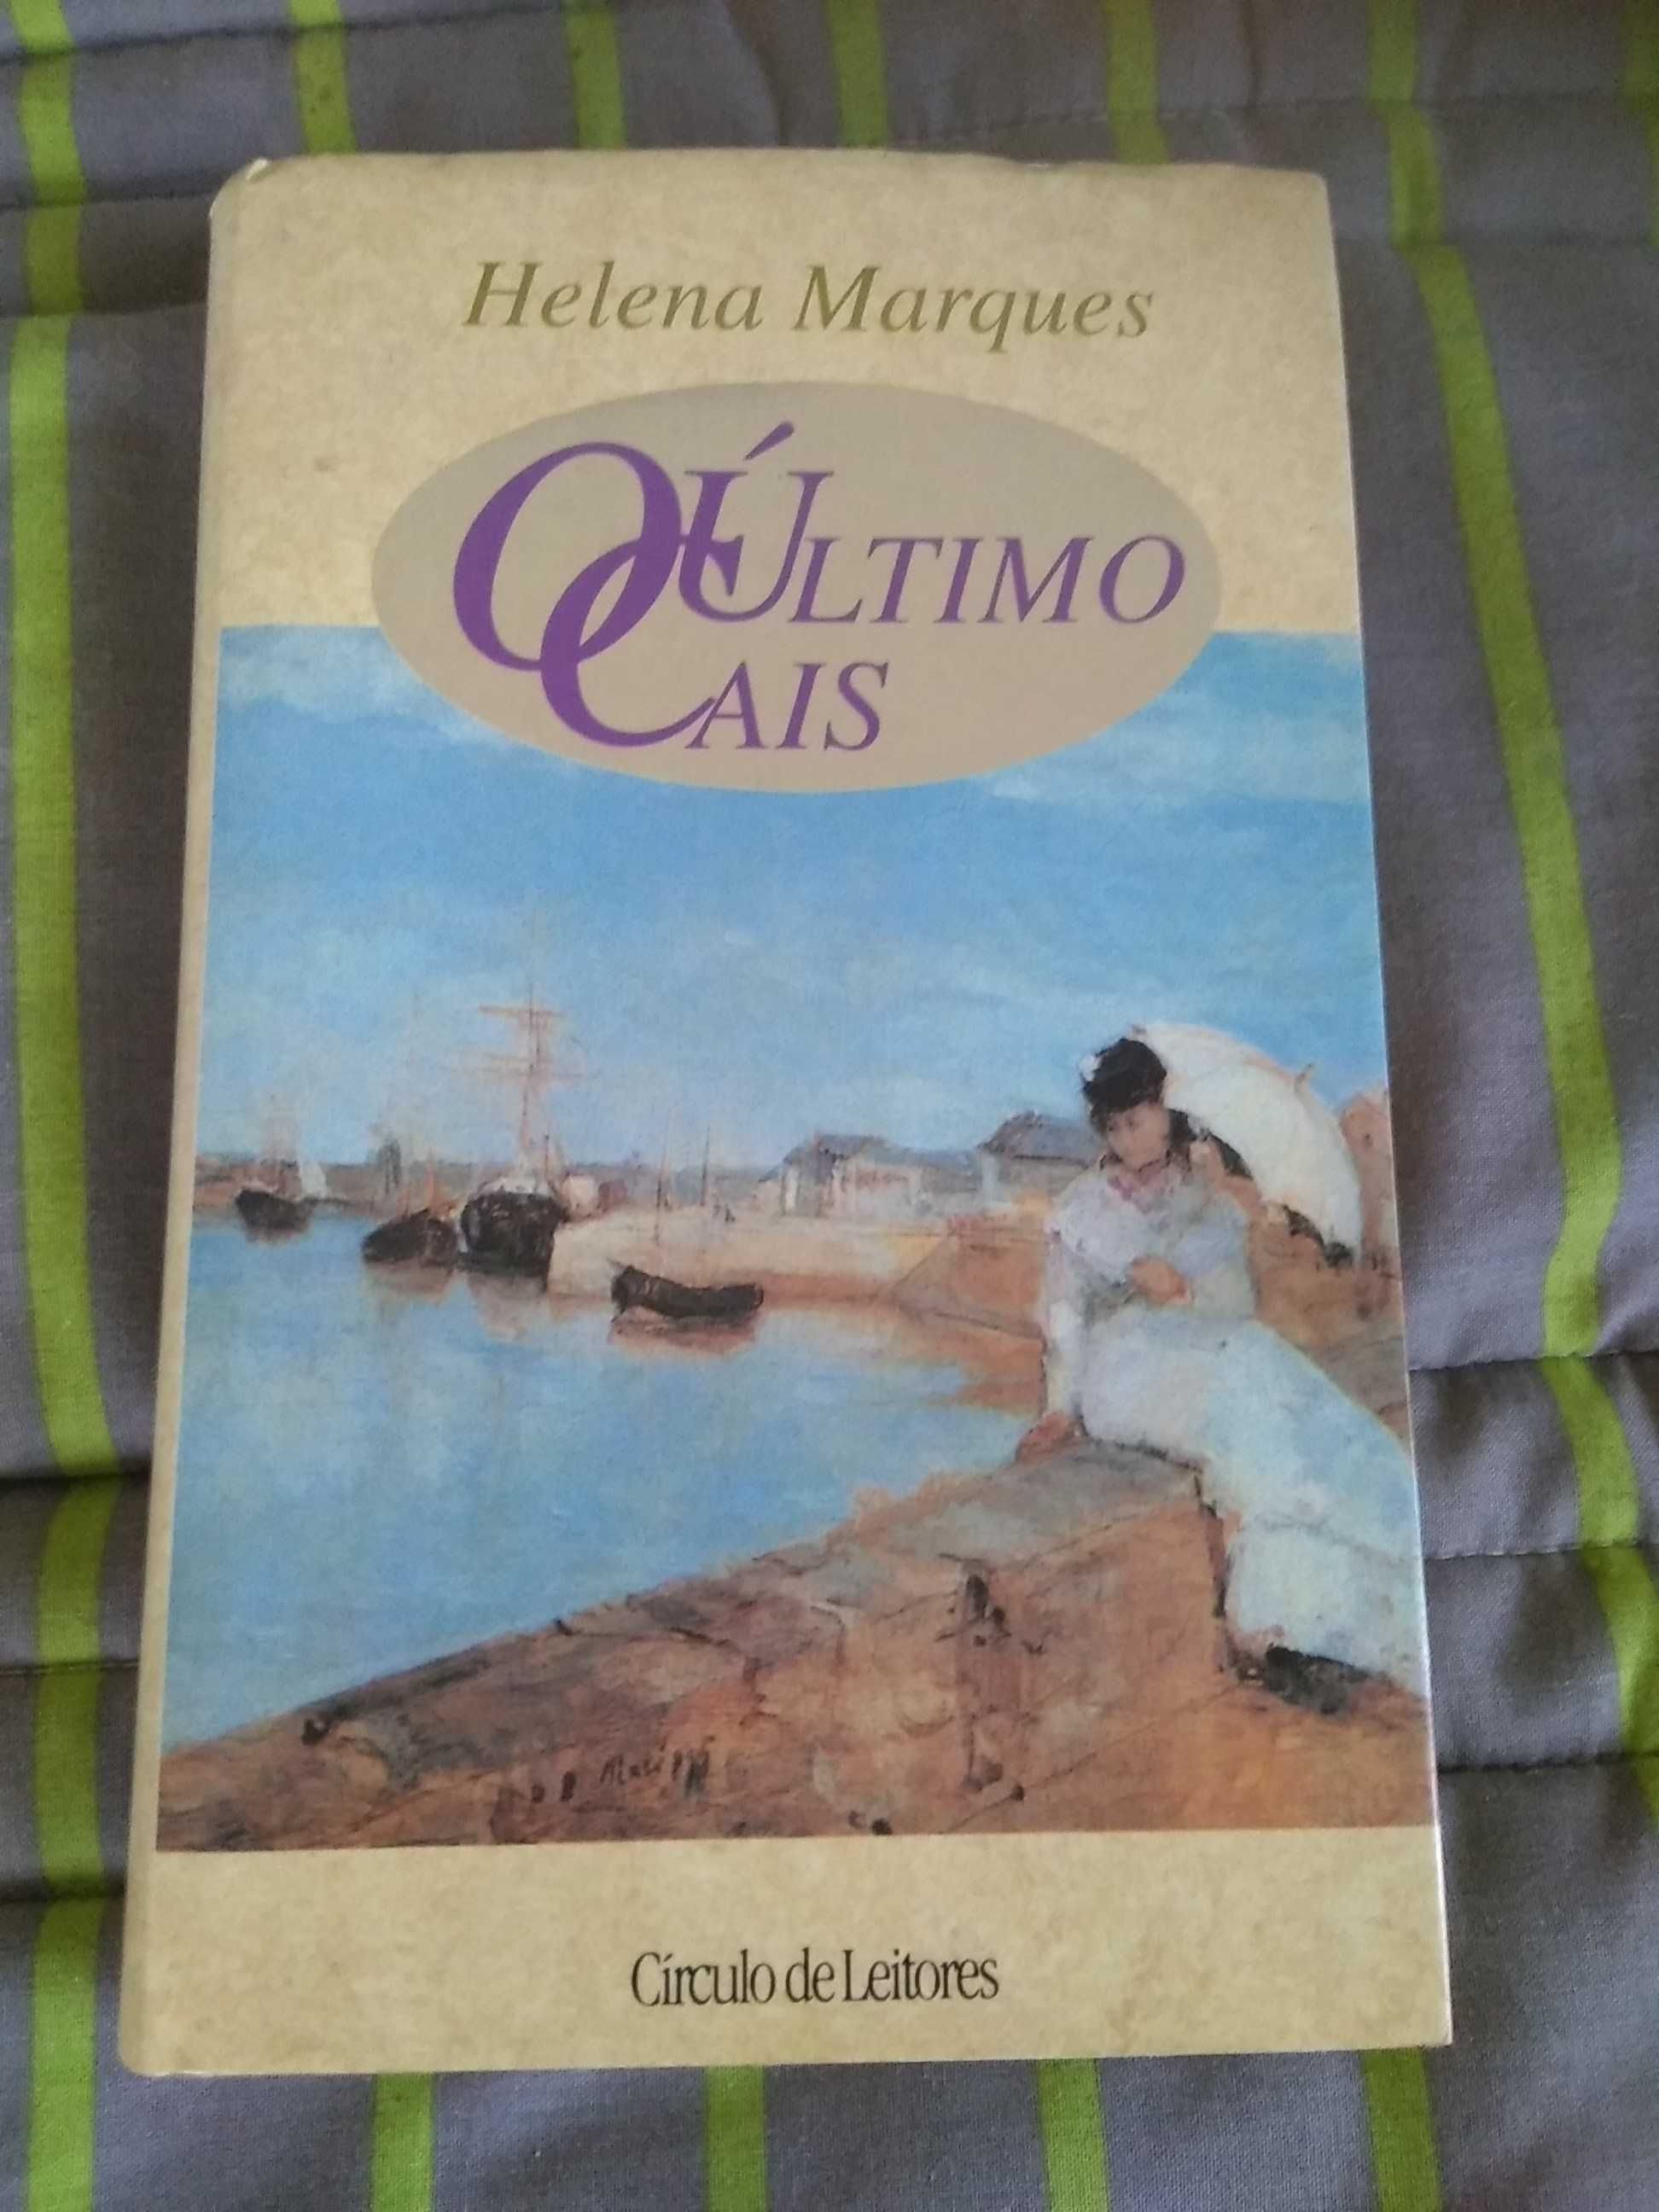 Helena Marques
O ÚLTIMO
CAIS
Círculo de Leitores